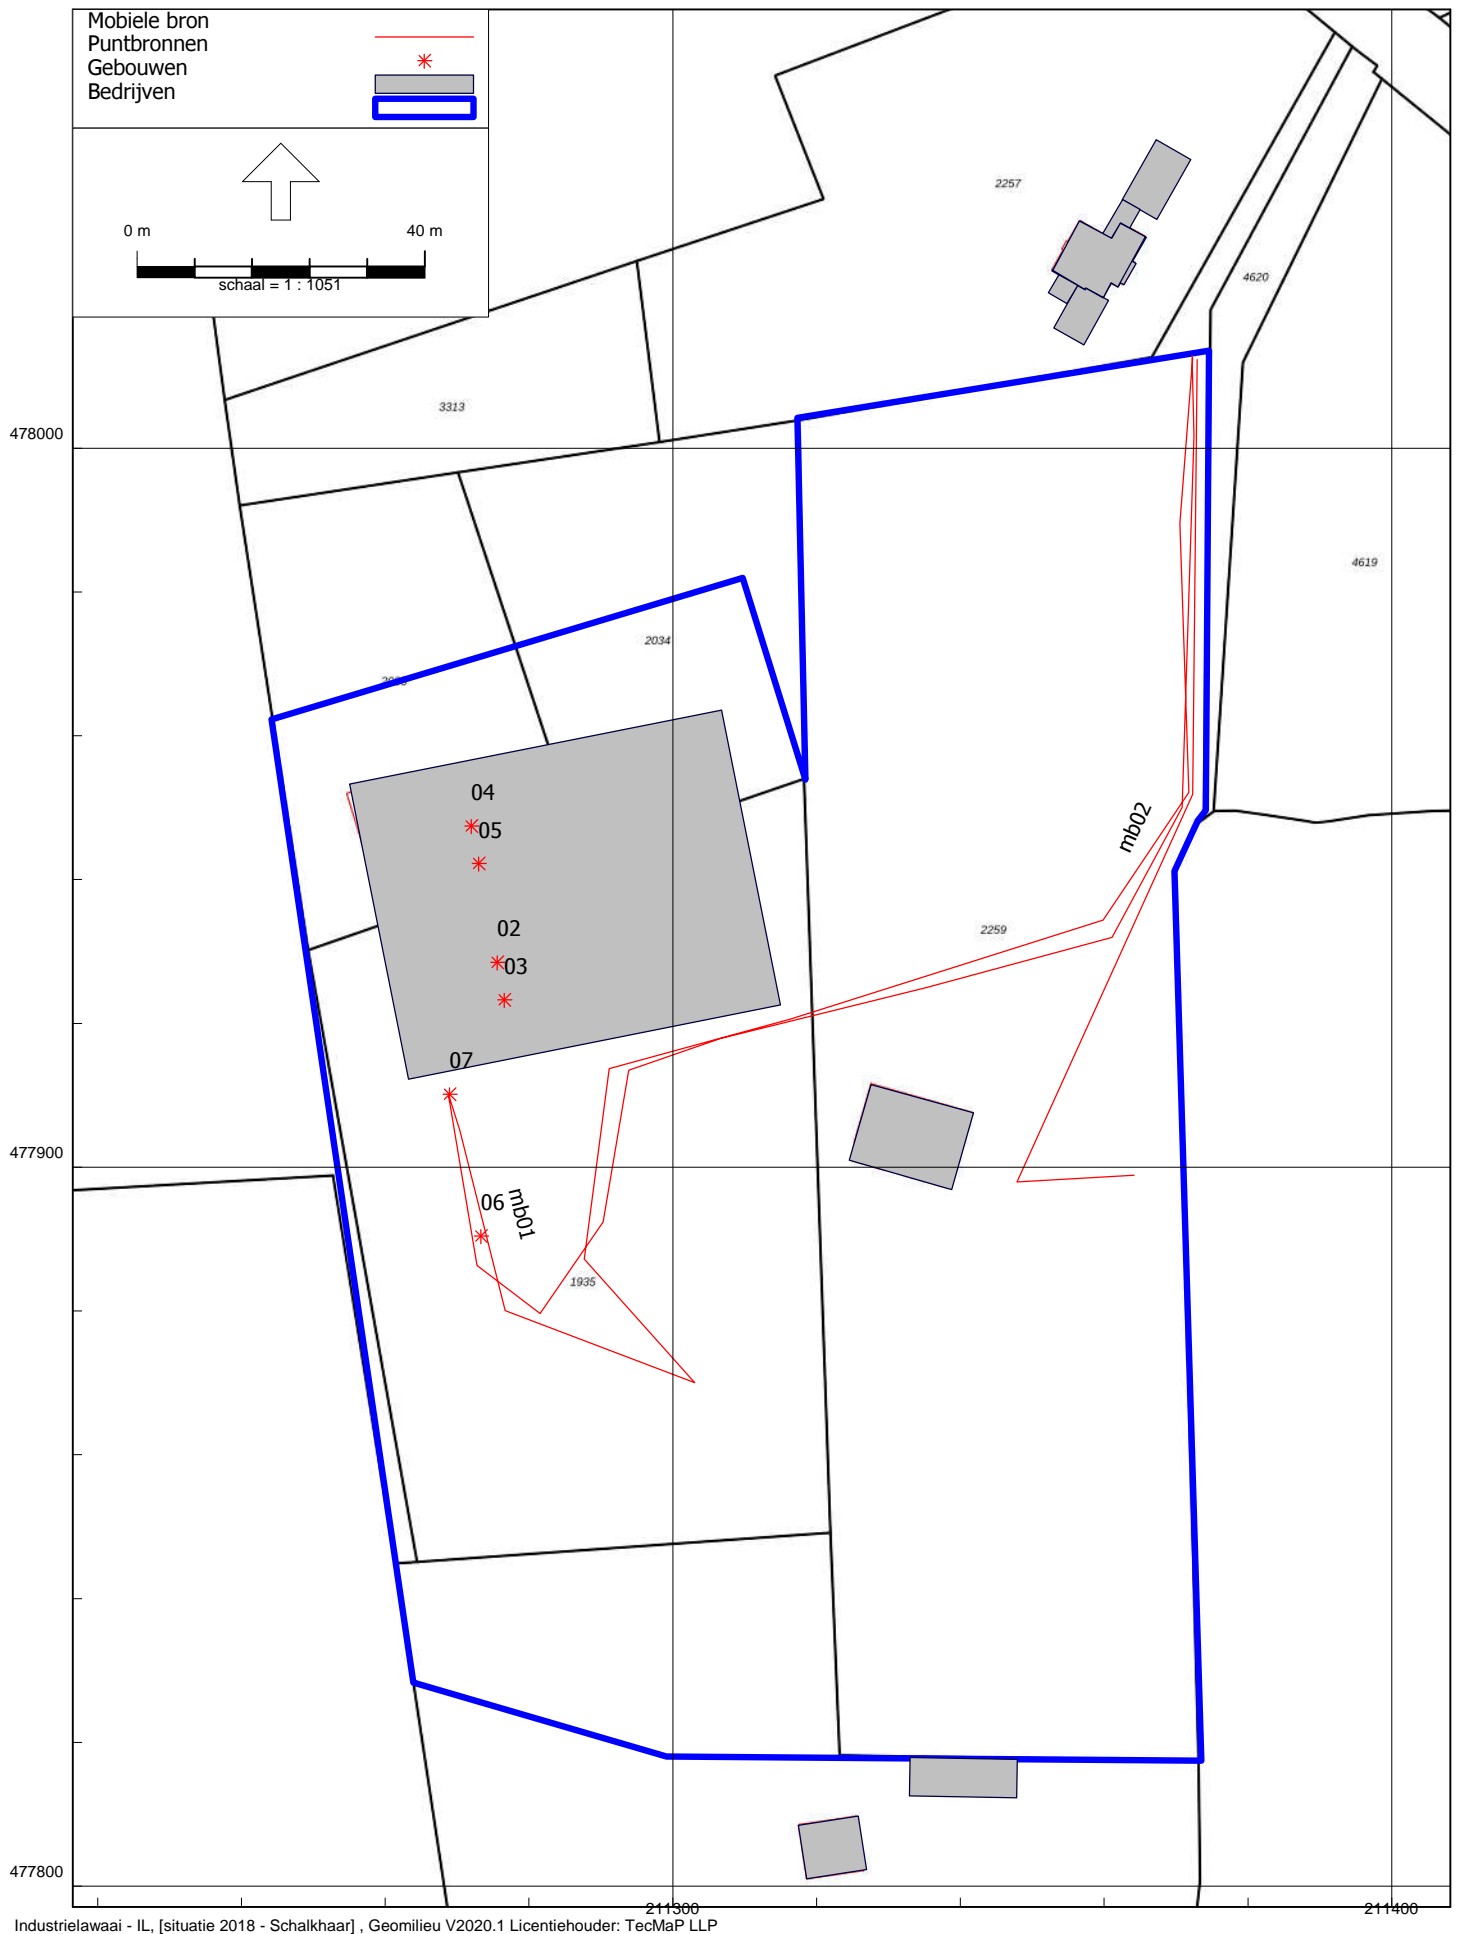 Mobiele bron
Puntbronnen
Gebouwen
Bedrijven
0 m 40 m
schaal = 1 : 1051
2257
4620
3313
478000
4619
2034
04
05
mb02
02
2259
03
07
477900
06
mb01
1935
477800
211300
211400
Industrielawaai - IL, [situatie 2018 - Schalkhaar] , Geomilieu V2020.1 Licentiehouder: TecMaP LLP